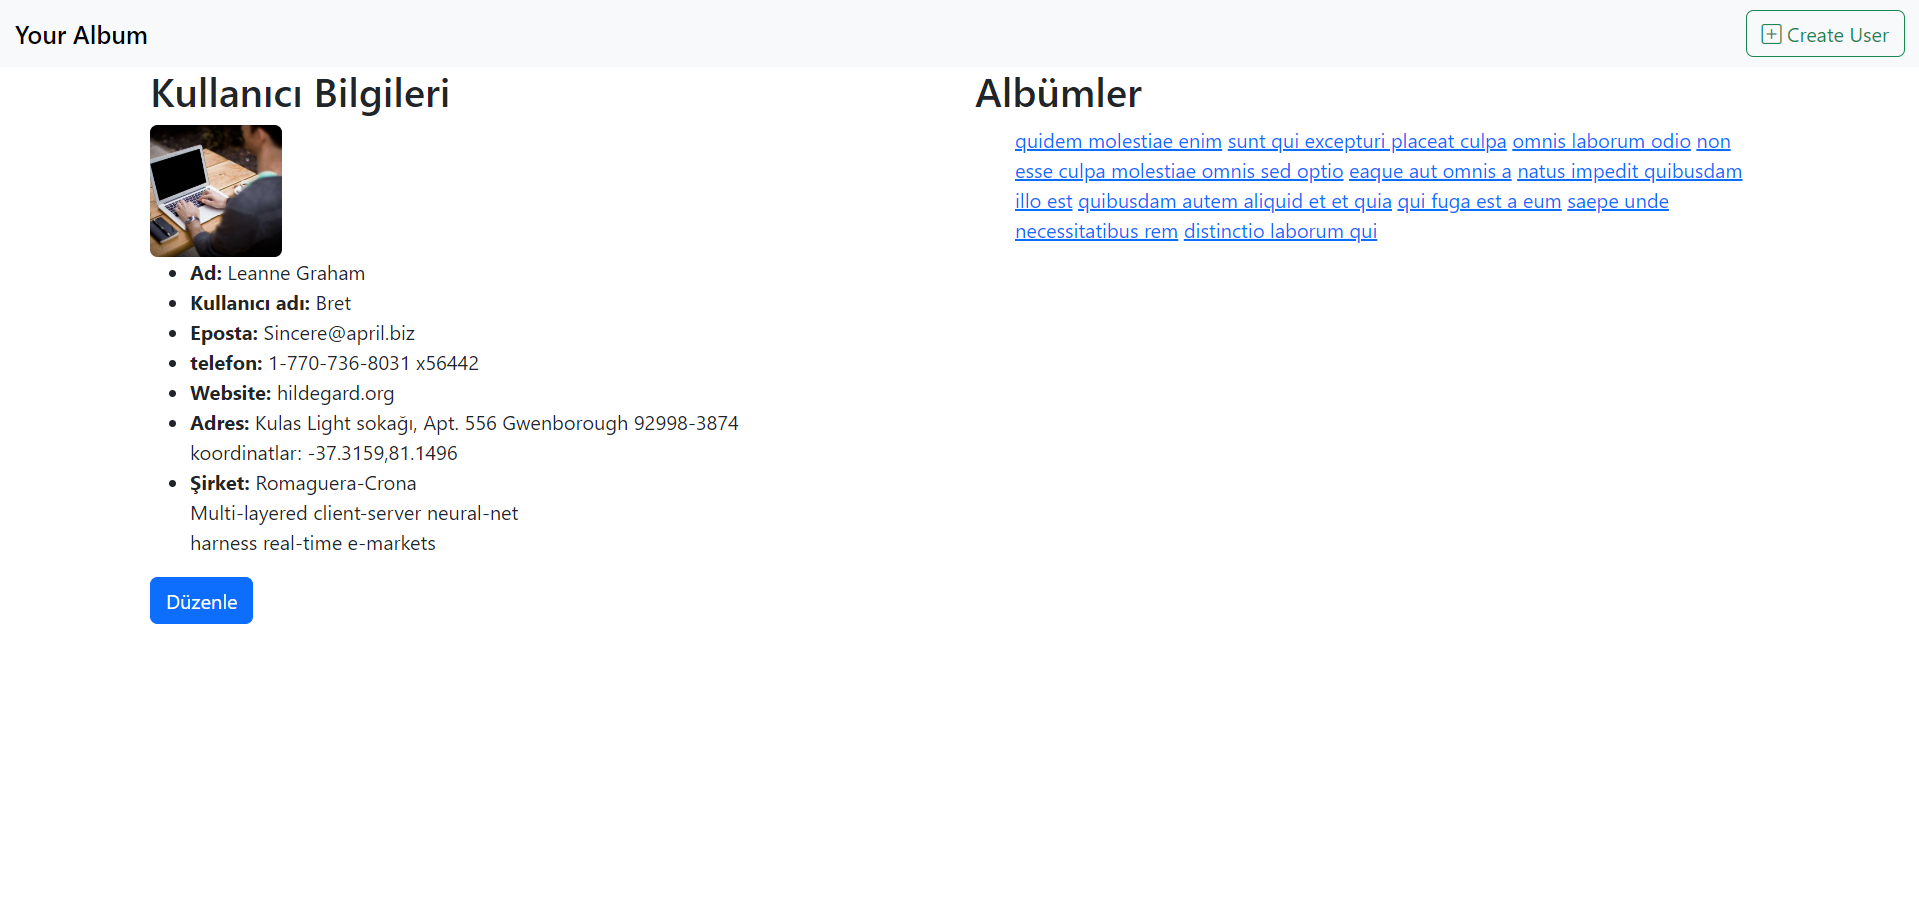 Your Album
Create User
Kullanıcı Bilgileri
Ad: Leanne Graham
Kullanıcı adı: Bret
Eposta: Sincere@april.biz
telefon: 1-770-736-8031 x56442
Website: hildegard.org
Adres: Kulas Light sokağı, Apt. 556 Gwenborough 92998-3874
koordinatlar: -37.3159,81.1496
Şirket: Romaguera-Crona
Multi-layered client-server neural-net
harness real-time e-markets
Düzenle
Albümler
quidem molestiae enim sunt qui excepturi placeat culpa omnis laborum odio non
esse culpa molestiae omnis sed optio eaque aut omnis a natus impedit quibusdam
illo est quibusdam autem aliquid et et quia qui fuga est a eum saepe unde
necessitatibus rem distinctio laborum qui